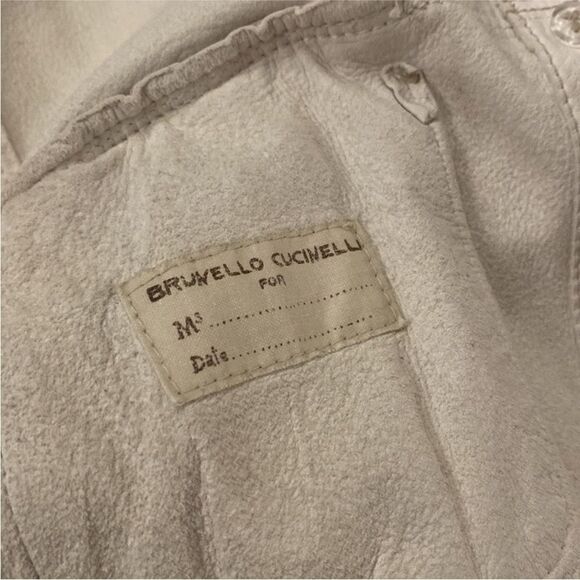 BRUNELLO CUCINELLI
FOR
Ms ....................
Date ....................